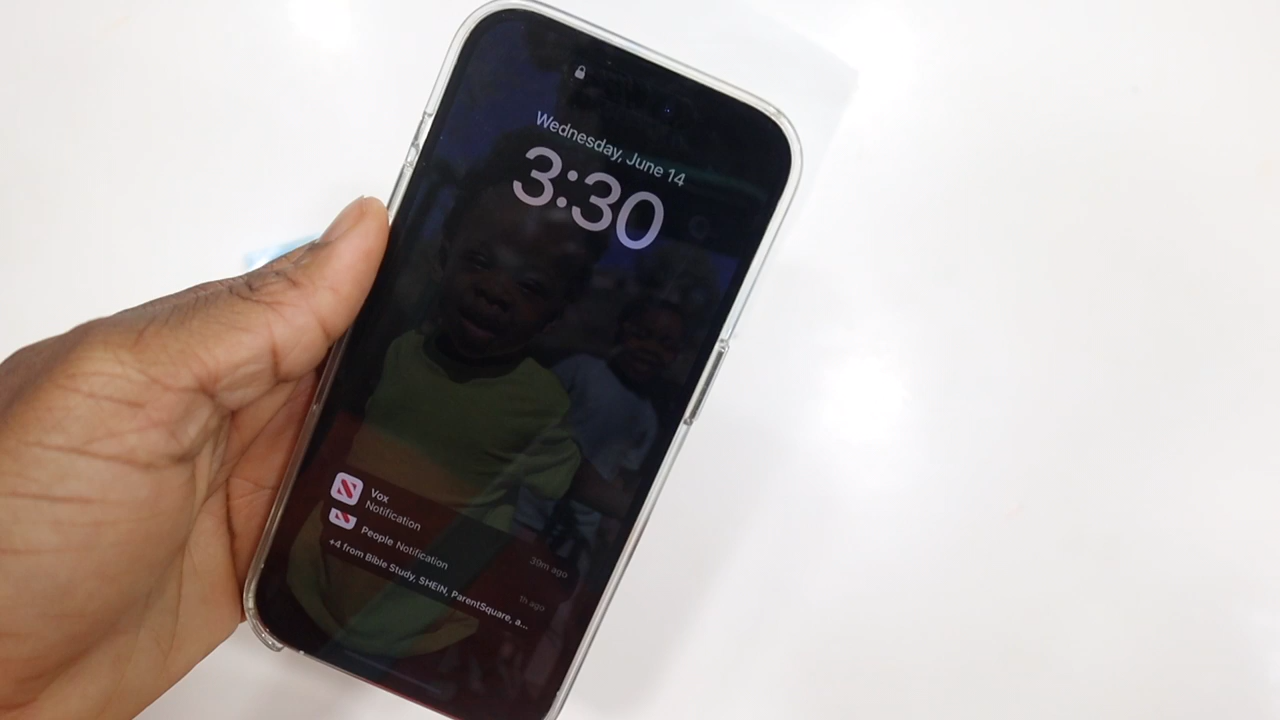 Wednesday, June 14
3:30
Vox
Notification
39m ago
People Notification
1h ago
+4 from Bible Study, SHEIN, ParentSquare, a...